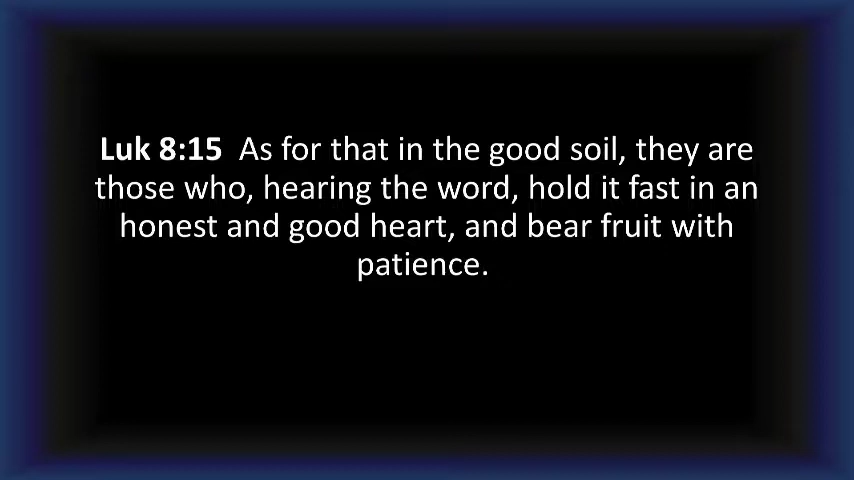 Luk 8:15  As for that in the good soil, they are
those who, hearing the word, hold it fast in an
honest and good heart, and bear fruit with
patience.